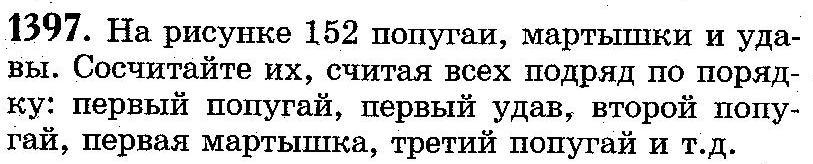 1397. На рисунке 152 попугаи, мартышки и уда-
вы. Сосчитайте их, считая всех подряд по поряд-
ку: первый попугай, первый удав, второй попу-
гай, первая мартышка, третий попугай и т.д.